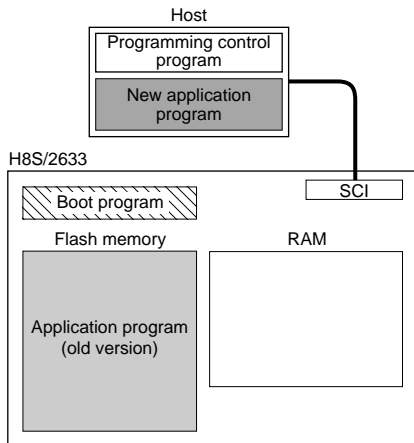 Host
Programming control
program
New application
program
H8S/2633
SCI
Boot program
Flash memory
RAM
Application program
(old version)